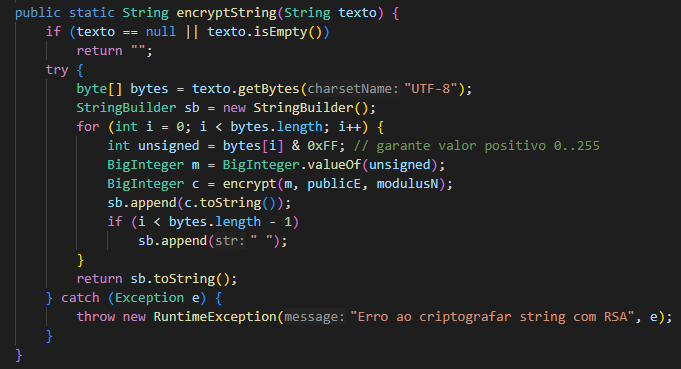 public static String encryptString(String texto) {
    if (texto == null || texto.isEmpty())
        return "";
    try {
        byte[] bytes = texto.getBytes(charsetName: "UTF-8");
        StringBuilder sb = new StringBuilder();
        for (int i = 0; i < bytes.length; i++) {
            int unsigned = bytes[i] & 0xFF; // garante valor positivo 0..255
            BigInteger m = BigInteger.valueOf(unsigned);
            BigInteger c = encrypt(m, publicE, modulusN);
            sb.append(c.toString());
            if (i < bytes.length - 1)
                sb.append(str: " ");
        }
        return sb.toString();
    } catch (Exception e) {
        throw new RuntimeException(message: "Erro ao criptografar string com RSA", e);
    }
}